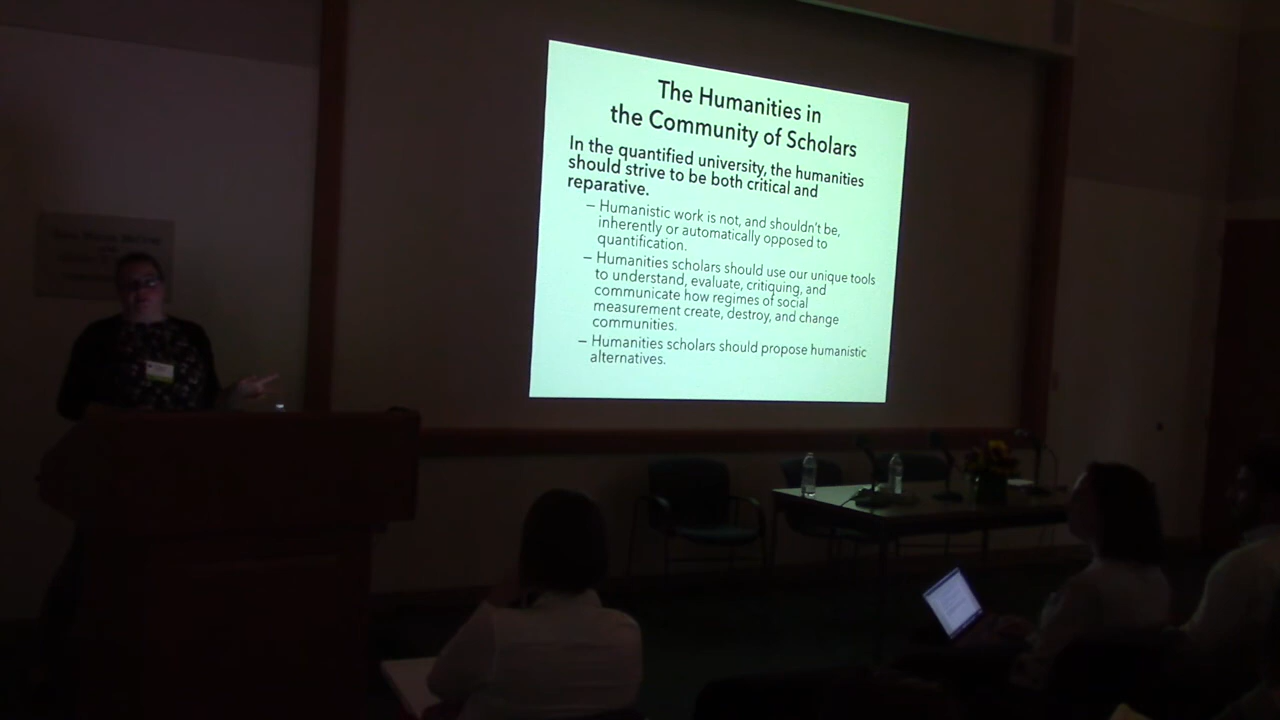 The Humanities in
the Community of Scholars
In the quantified university, the humanities
should strive to be both critical and
reparative.
– Humanistic work is not, and shouldn't be,
inherently or automatically opposed to
quantification.
– Humanities scholars should use our unique tools
to understand, evaluate, critiquing, and
communicate how regimes of social
measurement create, destroy, and change
communities.
– Humanities scholars should propose humanistic
alternatives.